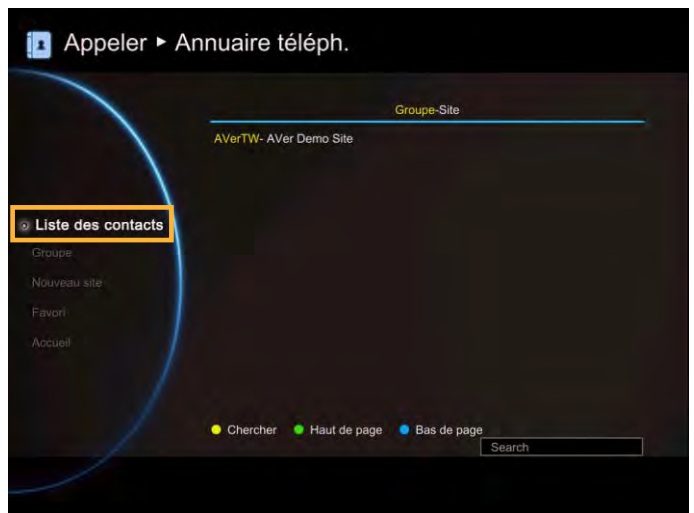 Appeler ► Annuaire téléph.
Groupe-Site
AVerTW- AVer Demo Site
Liste des contacts
Groupe
Nouveau site
Favori
Accueil
Chercher Haut de page Bas de page
Search